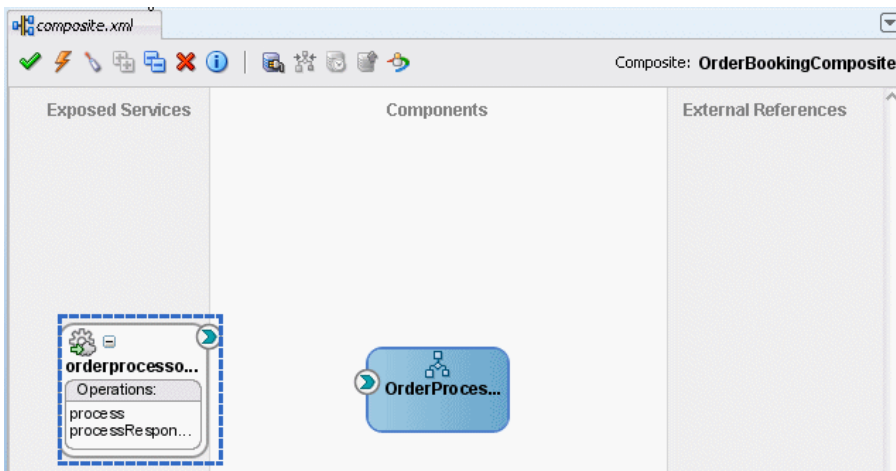 composite.xml
Composite: OrderBookingComposite
Exposed Services
Components
External References
orderprocesso...
Operations:
process
processRespon...
OrderProces...